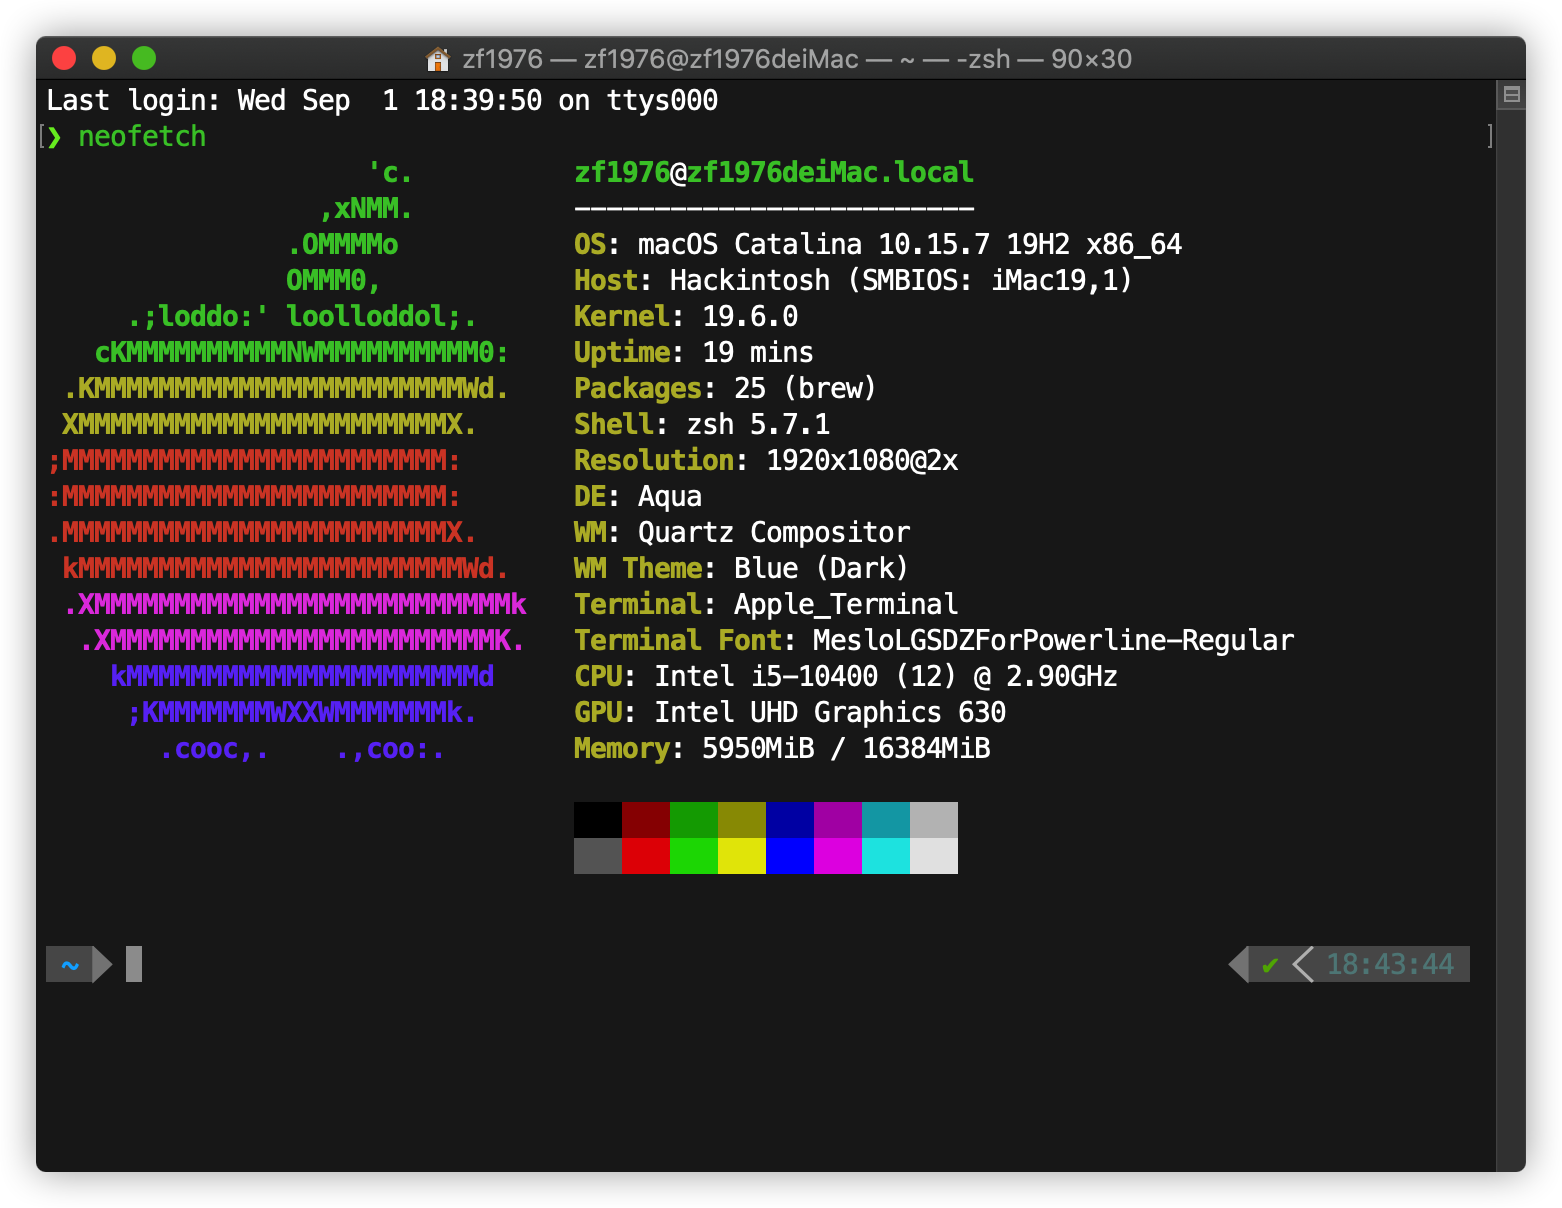 zf1976 — zf1976@zf1976deiMac — ~ — -zsh — 90×30
Last login: Wed Sep  1 18:39:50 on ttys000
[❯ neofetch ]
                    'c.          zf1976@zf1976deiMac.local
                 ,xNMM.          -------------------------
               .OMMMMo           OS: macOS Catalina 10.15.7 19H2 x86_64
               OMMM0,            Host: Hackintosh (SMBIOS: iMac19,1)
     .;loddo:' loolloddol;.      Kernel: 19.6.0
   cKMMMMMMMMMMNWMMMMMMMMMM0:    Uptime: 19 mins
 .KMMMMMMMMMMMMMMMMMMMMMMMWd.    Packages: 25 (brew)
 XMMMMMMMMMMMMMMMMMMMMMMMX.      Shell: zsh 5.7.1
;MMMMMMMMMMMMMMMMMMMMMMMM:       Resolution: 1920x1080@2x
:MMMMMMMMMMMMMMMMMMMMMMMM:       DE: Aqua
.MMMMMMMMMMMMMMMMMMMMMMMMX.      WM: Quartz Compositor
 kMMMMMMMMMMMMMMMMMMMMMMMMWd.    WM Theme: Blue (Dark)
 .XMMMMMMMMMMMMMMMMMMMMMMMMMMk   Terminal: Apple_Terminal
  .XMMMMMMMMMMMMMMMMMMMMMMMMK.   Terminal Font: MesloLGSDZForPowerline-Regular
    kMMMMMMMMMMMMMMMMMMMMMMd     CPU: Intel i5-10400 (12) @ 2.90GHz
     ;KMMMMMMMWXXWMMMMMMMk.      GPU: Intel UHD Graphics 630
       .cooc,.    .,coo:.        Memory: 5950MiB / 16384MiB
~ ✔ 18:43:44